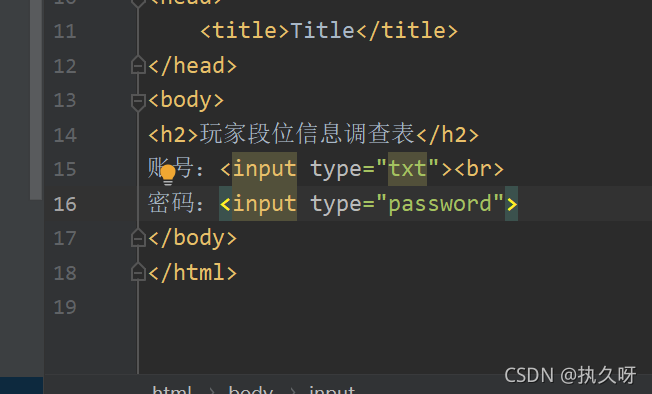 10 <head>
11 <title>Title</title>
12 </head>
13 <body>
14 <h2>玩家段位信息调查表</h2>
15 账号：<input type="txt"><br>
16 密码：<input type="password">
17 </body>
18 </html>
19
html › body › input
CSDN @执久呀